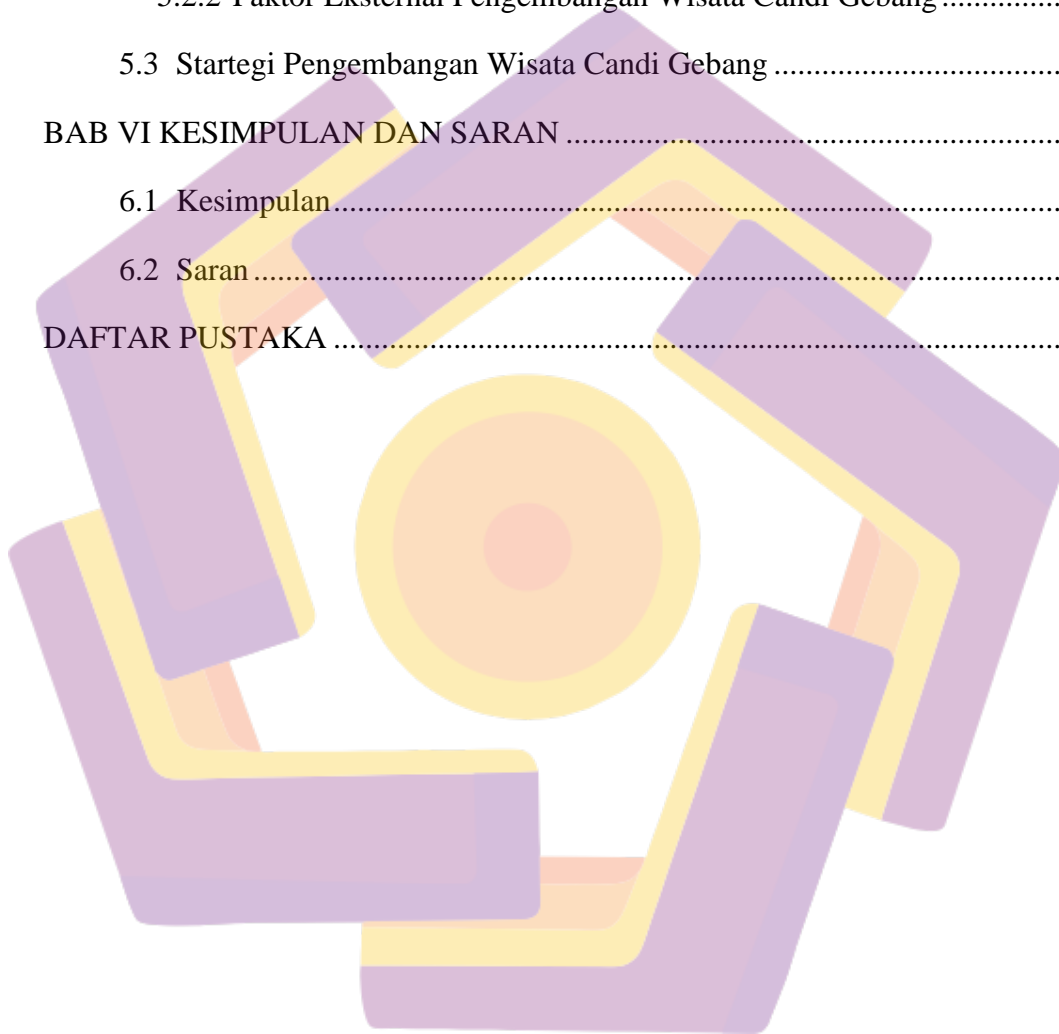 5.2.2 Faktor Eksternal Pengembangan Wisata Candi Gebang ..............
5.3 Startegi Pengembangan Wisata Candi Gebang ....................................
BAB VI KESIMPULAN DAN SARAN ..............................................................
6.1 Kesimpulan...........................................................................................
6.2 Saran .....................................................................................................
DAFTAR PUSTAKA ...........................................................................................